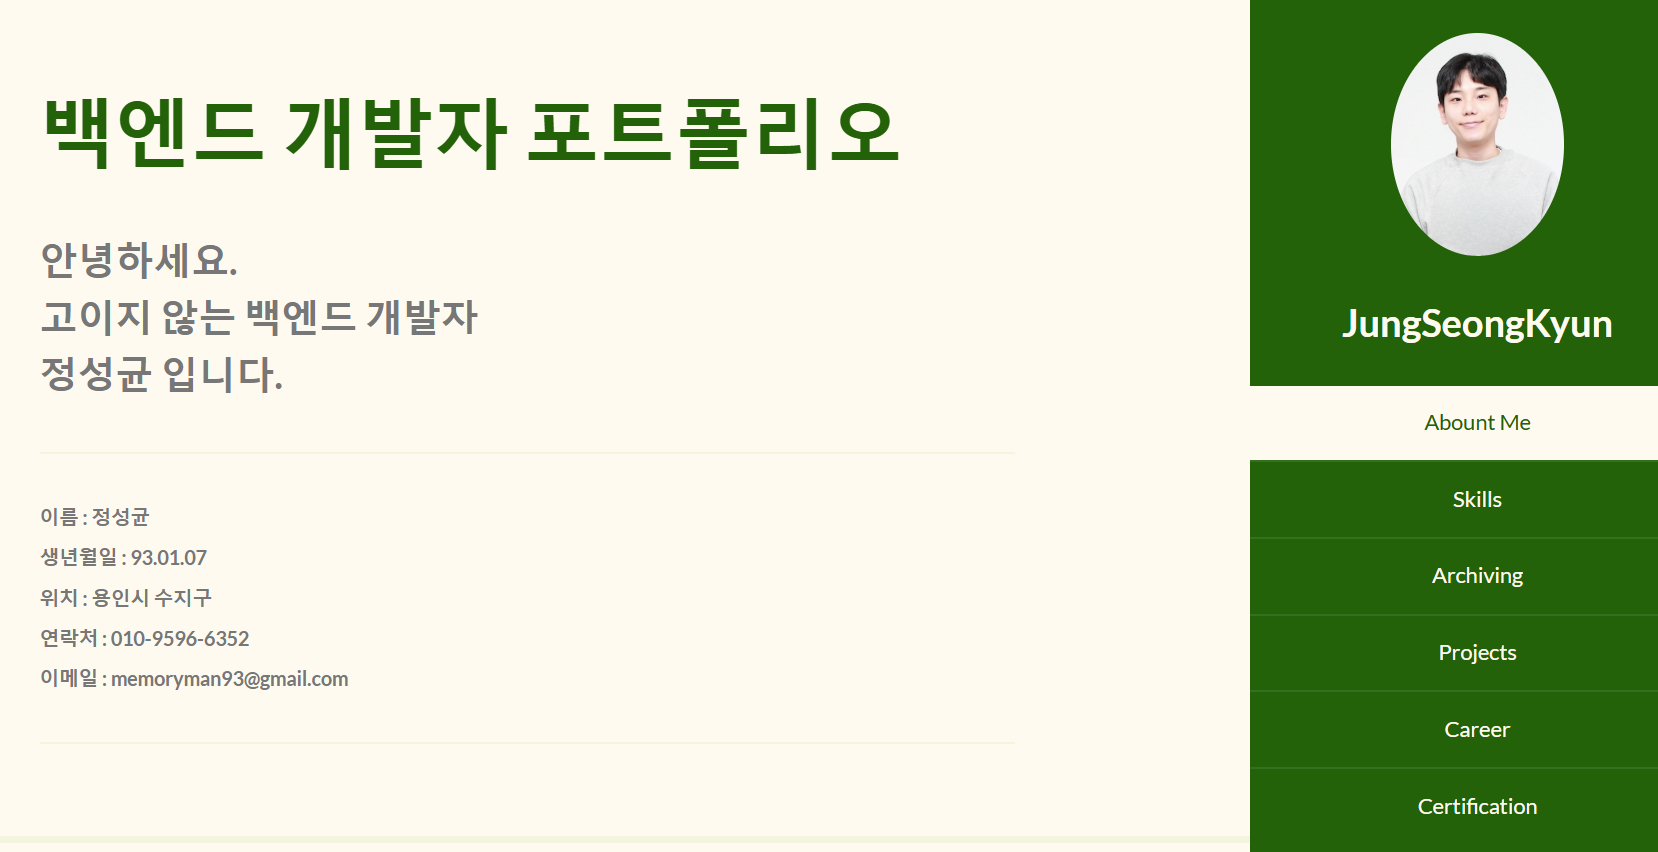 백엔드 개발자 포트폴리오
안녕하세요.
고이지 않는 백엔드 개발자
정성균 입니다.
이름 : 정성균
생년월일 : 93.01.07
위치 : 용인시 수지구
연락처 : 010-9596-6352
이메일 : memoryman93@gmail.com
JungSeongKyun
Abount Me
Skills
Archiving
Projects
Career
Certification